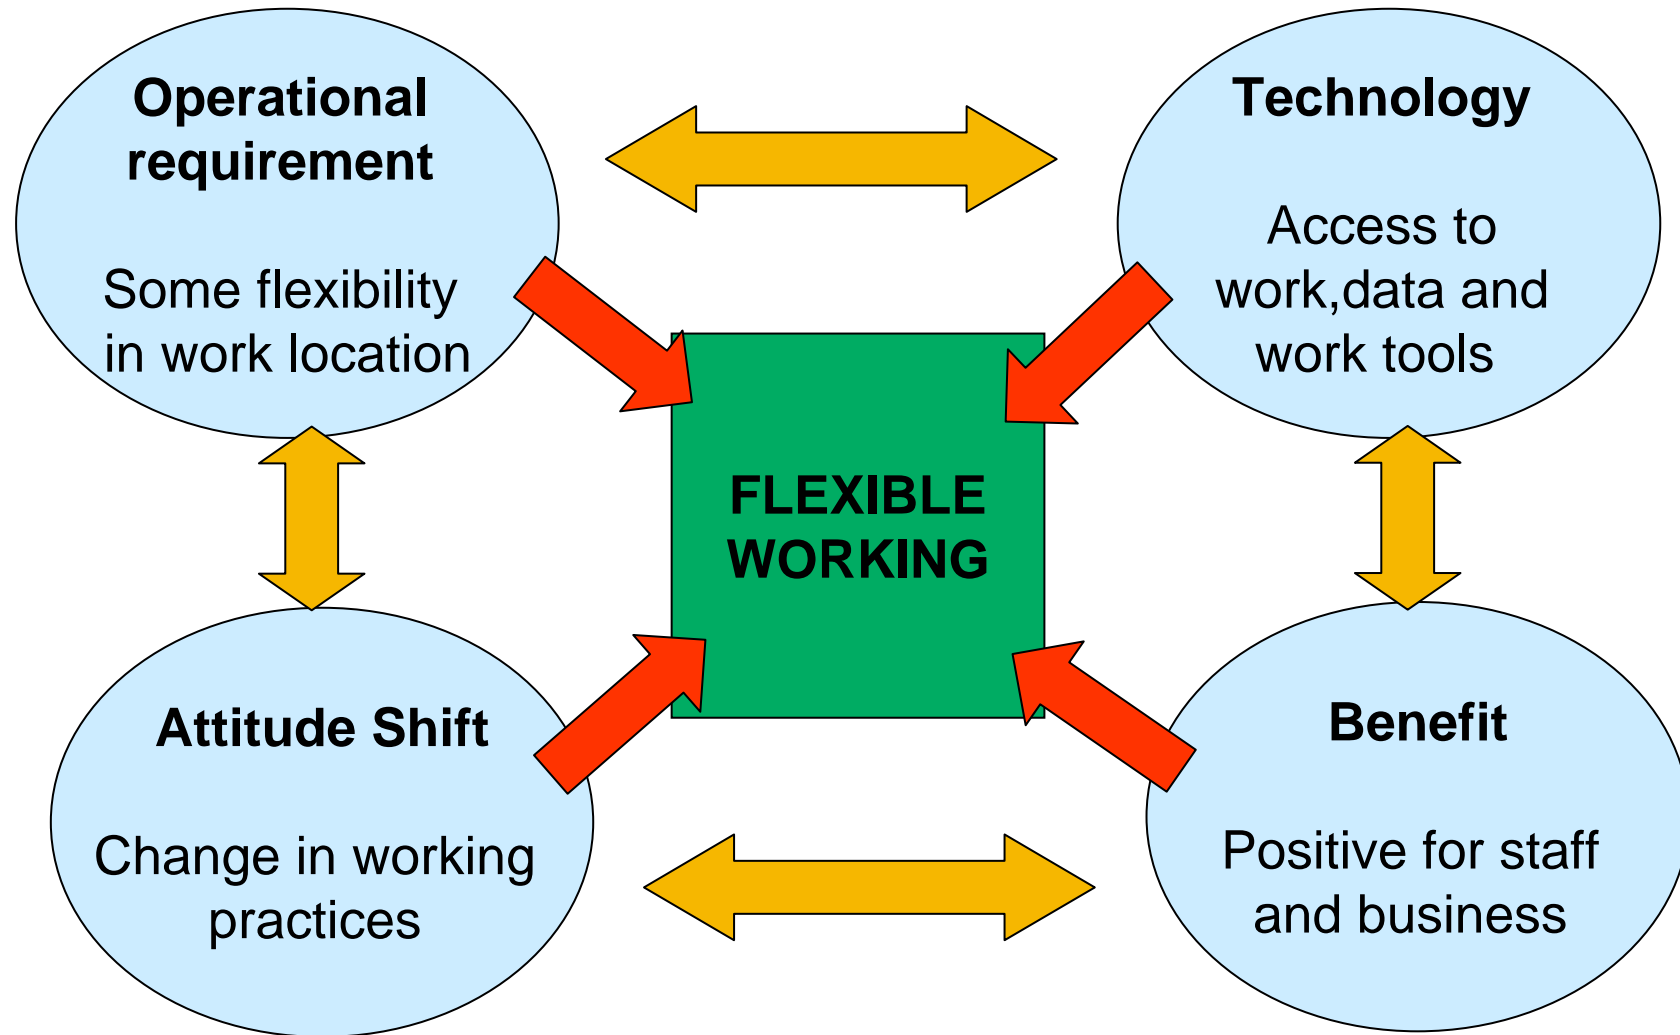 Operational
requirement
Some flexibility
in work location
Technology
Access to
work,data and
work tools
FLEXIBLE
WORKING
Attitude Shift
Change in working
practices
Benefit
Positive for staff
and business